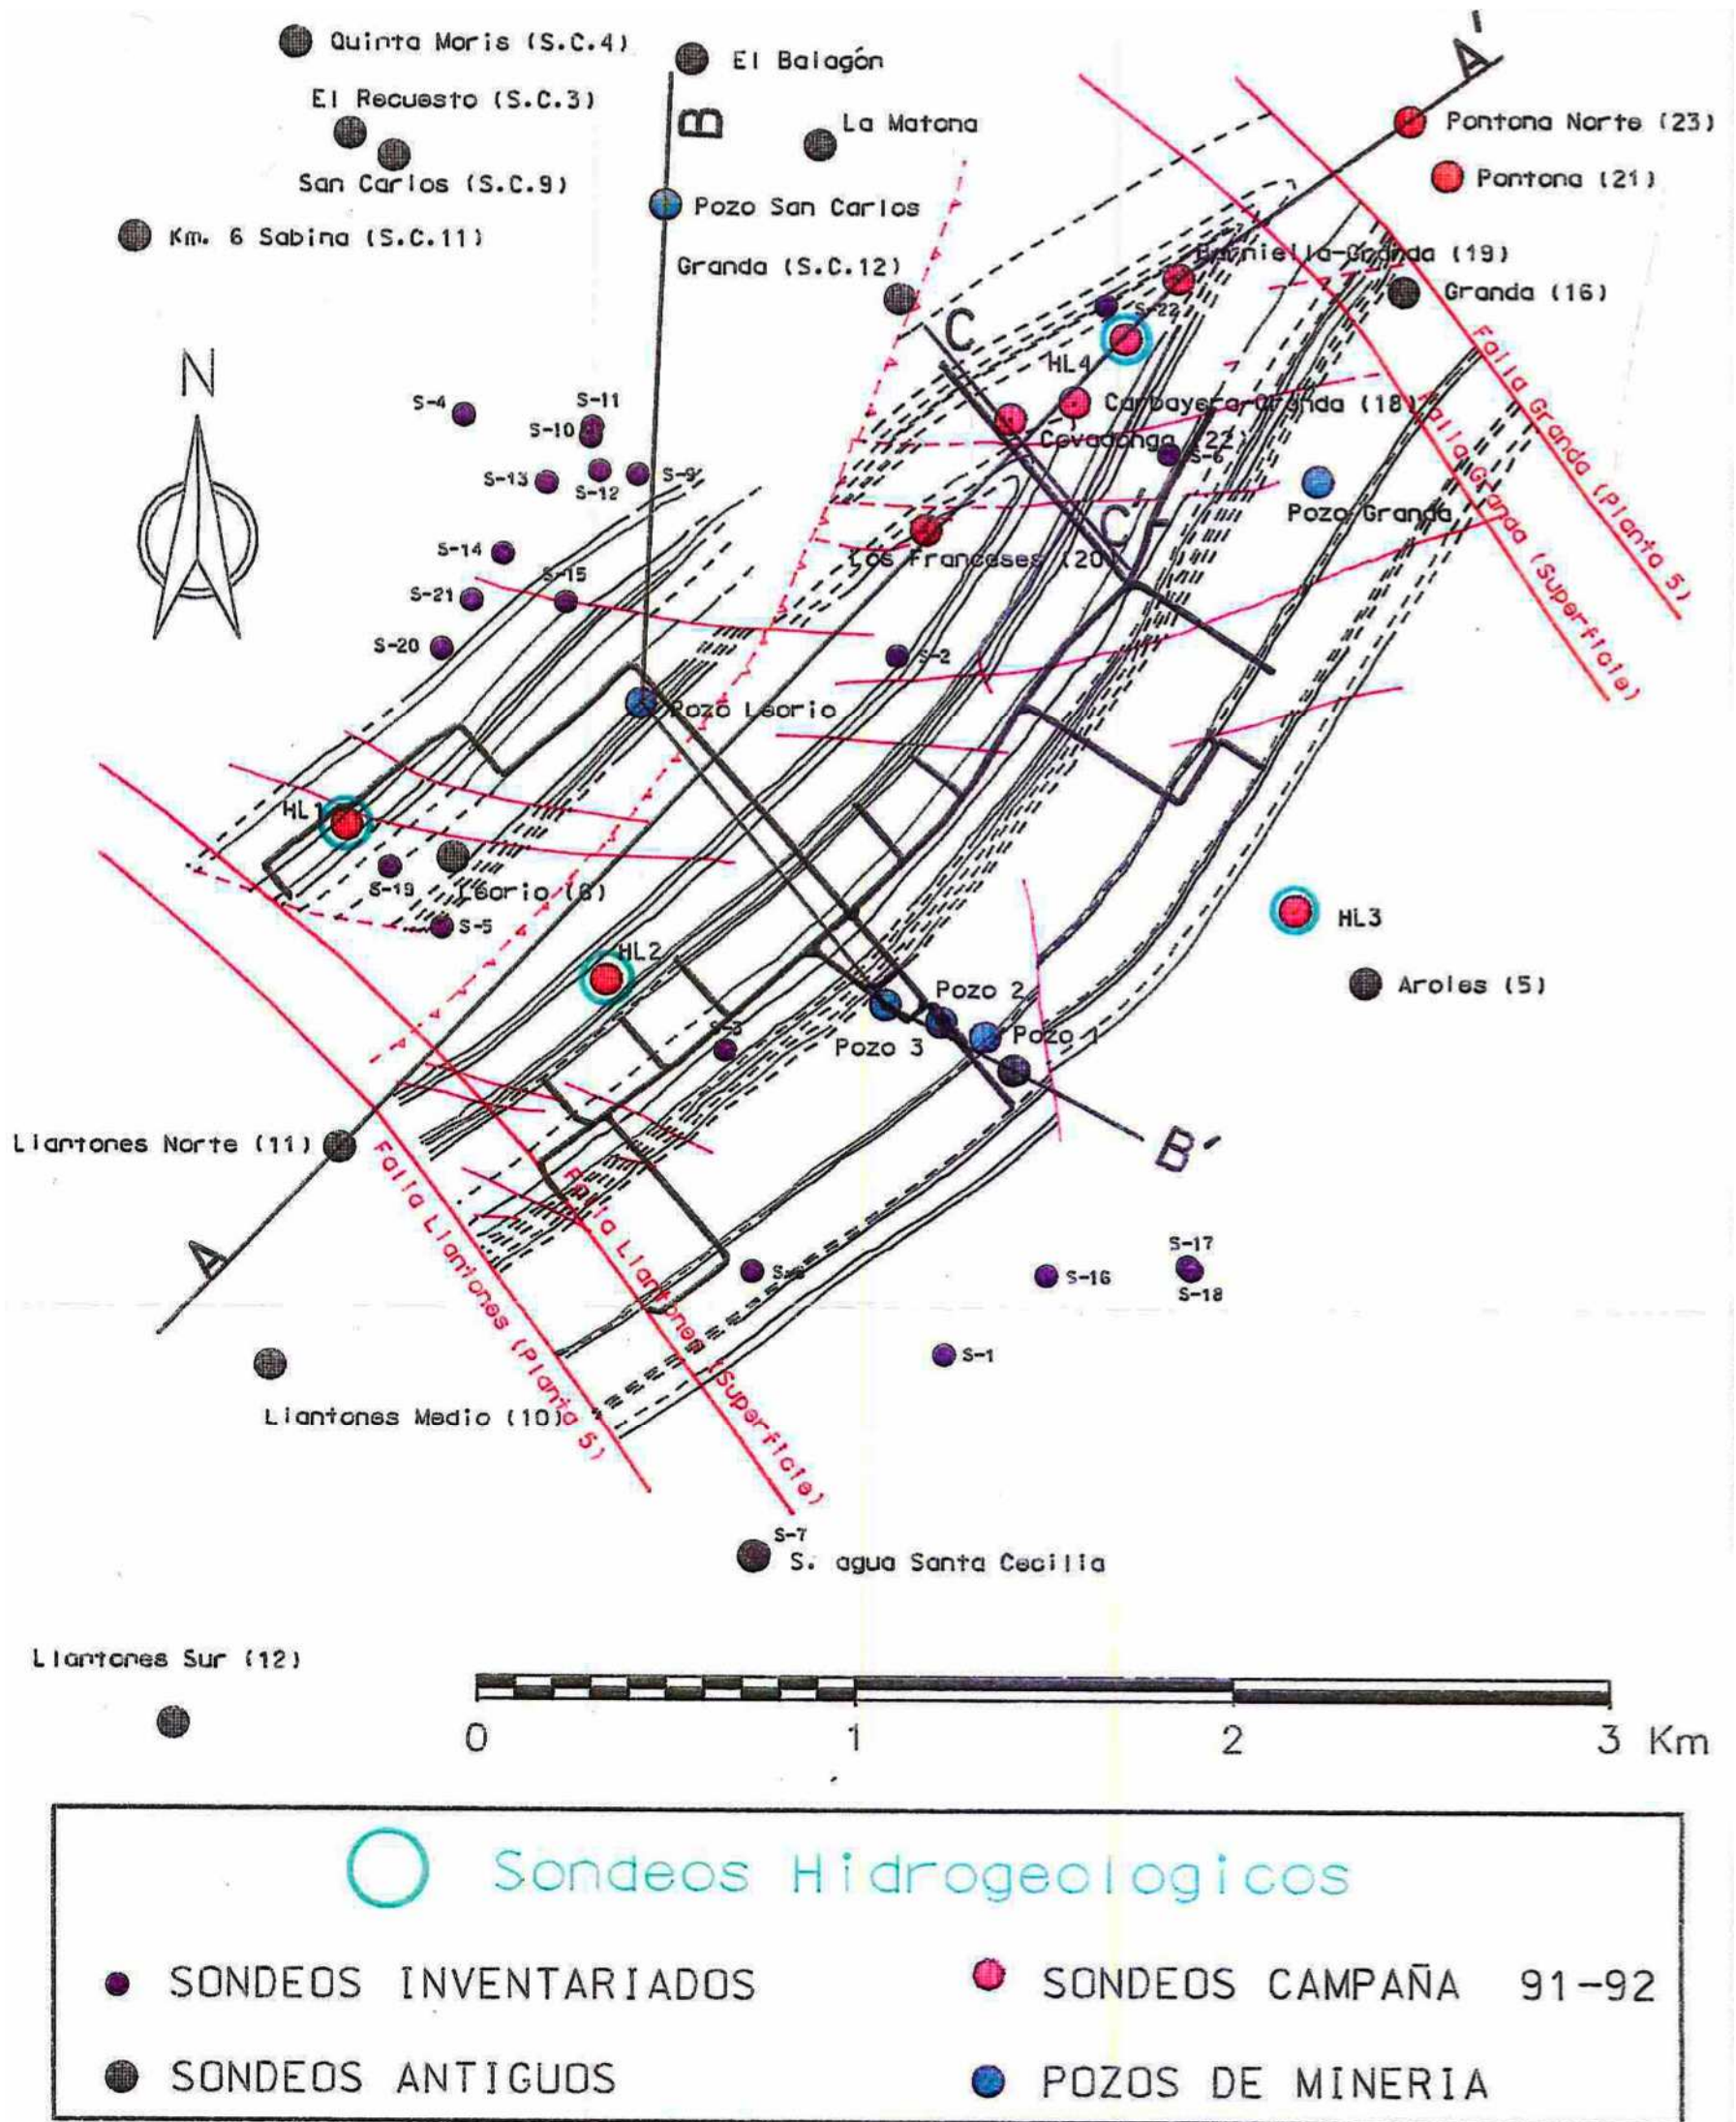 Quinta Moris (S.C.4)
El Balagón
A'
El Recuesto (S.C.3)
B
La Matona
Pontona Norte (23)
San Carlos (S.C.9)
Pontona (21)
Pozo San Carlos
Km. 6 Sabina (S.C.11)
Granda (S.C.12)
Barniella-Granda (19)
Granda (16)
S-22
C
N
HL4
Falla Granda (Planta 5)
S-4
S-11
Carbayera-Granda (18)
Falla Granda (Superficie)
S-10
Covadonga (22)
S-6
S-13
S-12
S-9
Pozo Granda
C'
S-14
Los Franceses (20)
S-15
S-21
S-20
S-2
Pozo Leorio
HL1
S-19
Leorio (6)
S-5
HL3
HL2
Aroles (5)
Pozo 2
S-3
Pozo 3
Pozo 1
Llantones Norte (11)
B'
Falla Llantones (Planta 5)
Falla Llantones (Superficie)
A
S-17
S-16
S-18
S-1
Llantones Medio (10)
S-7
S. agua Santa Cecilia
Llantones Sur (12)
0 1 2 3 Km
Sondeos Hidrogeologicos
SONDEOS INVENTARIADOS
SONDEOS CAMPAÑA 91-92
SONDEOS ANTIGUOS
POZOS DE MINERIA